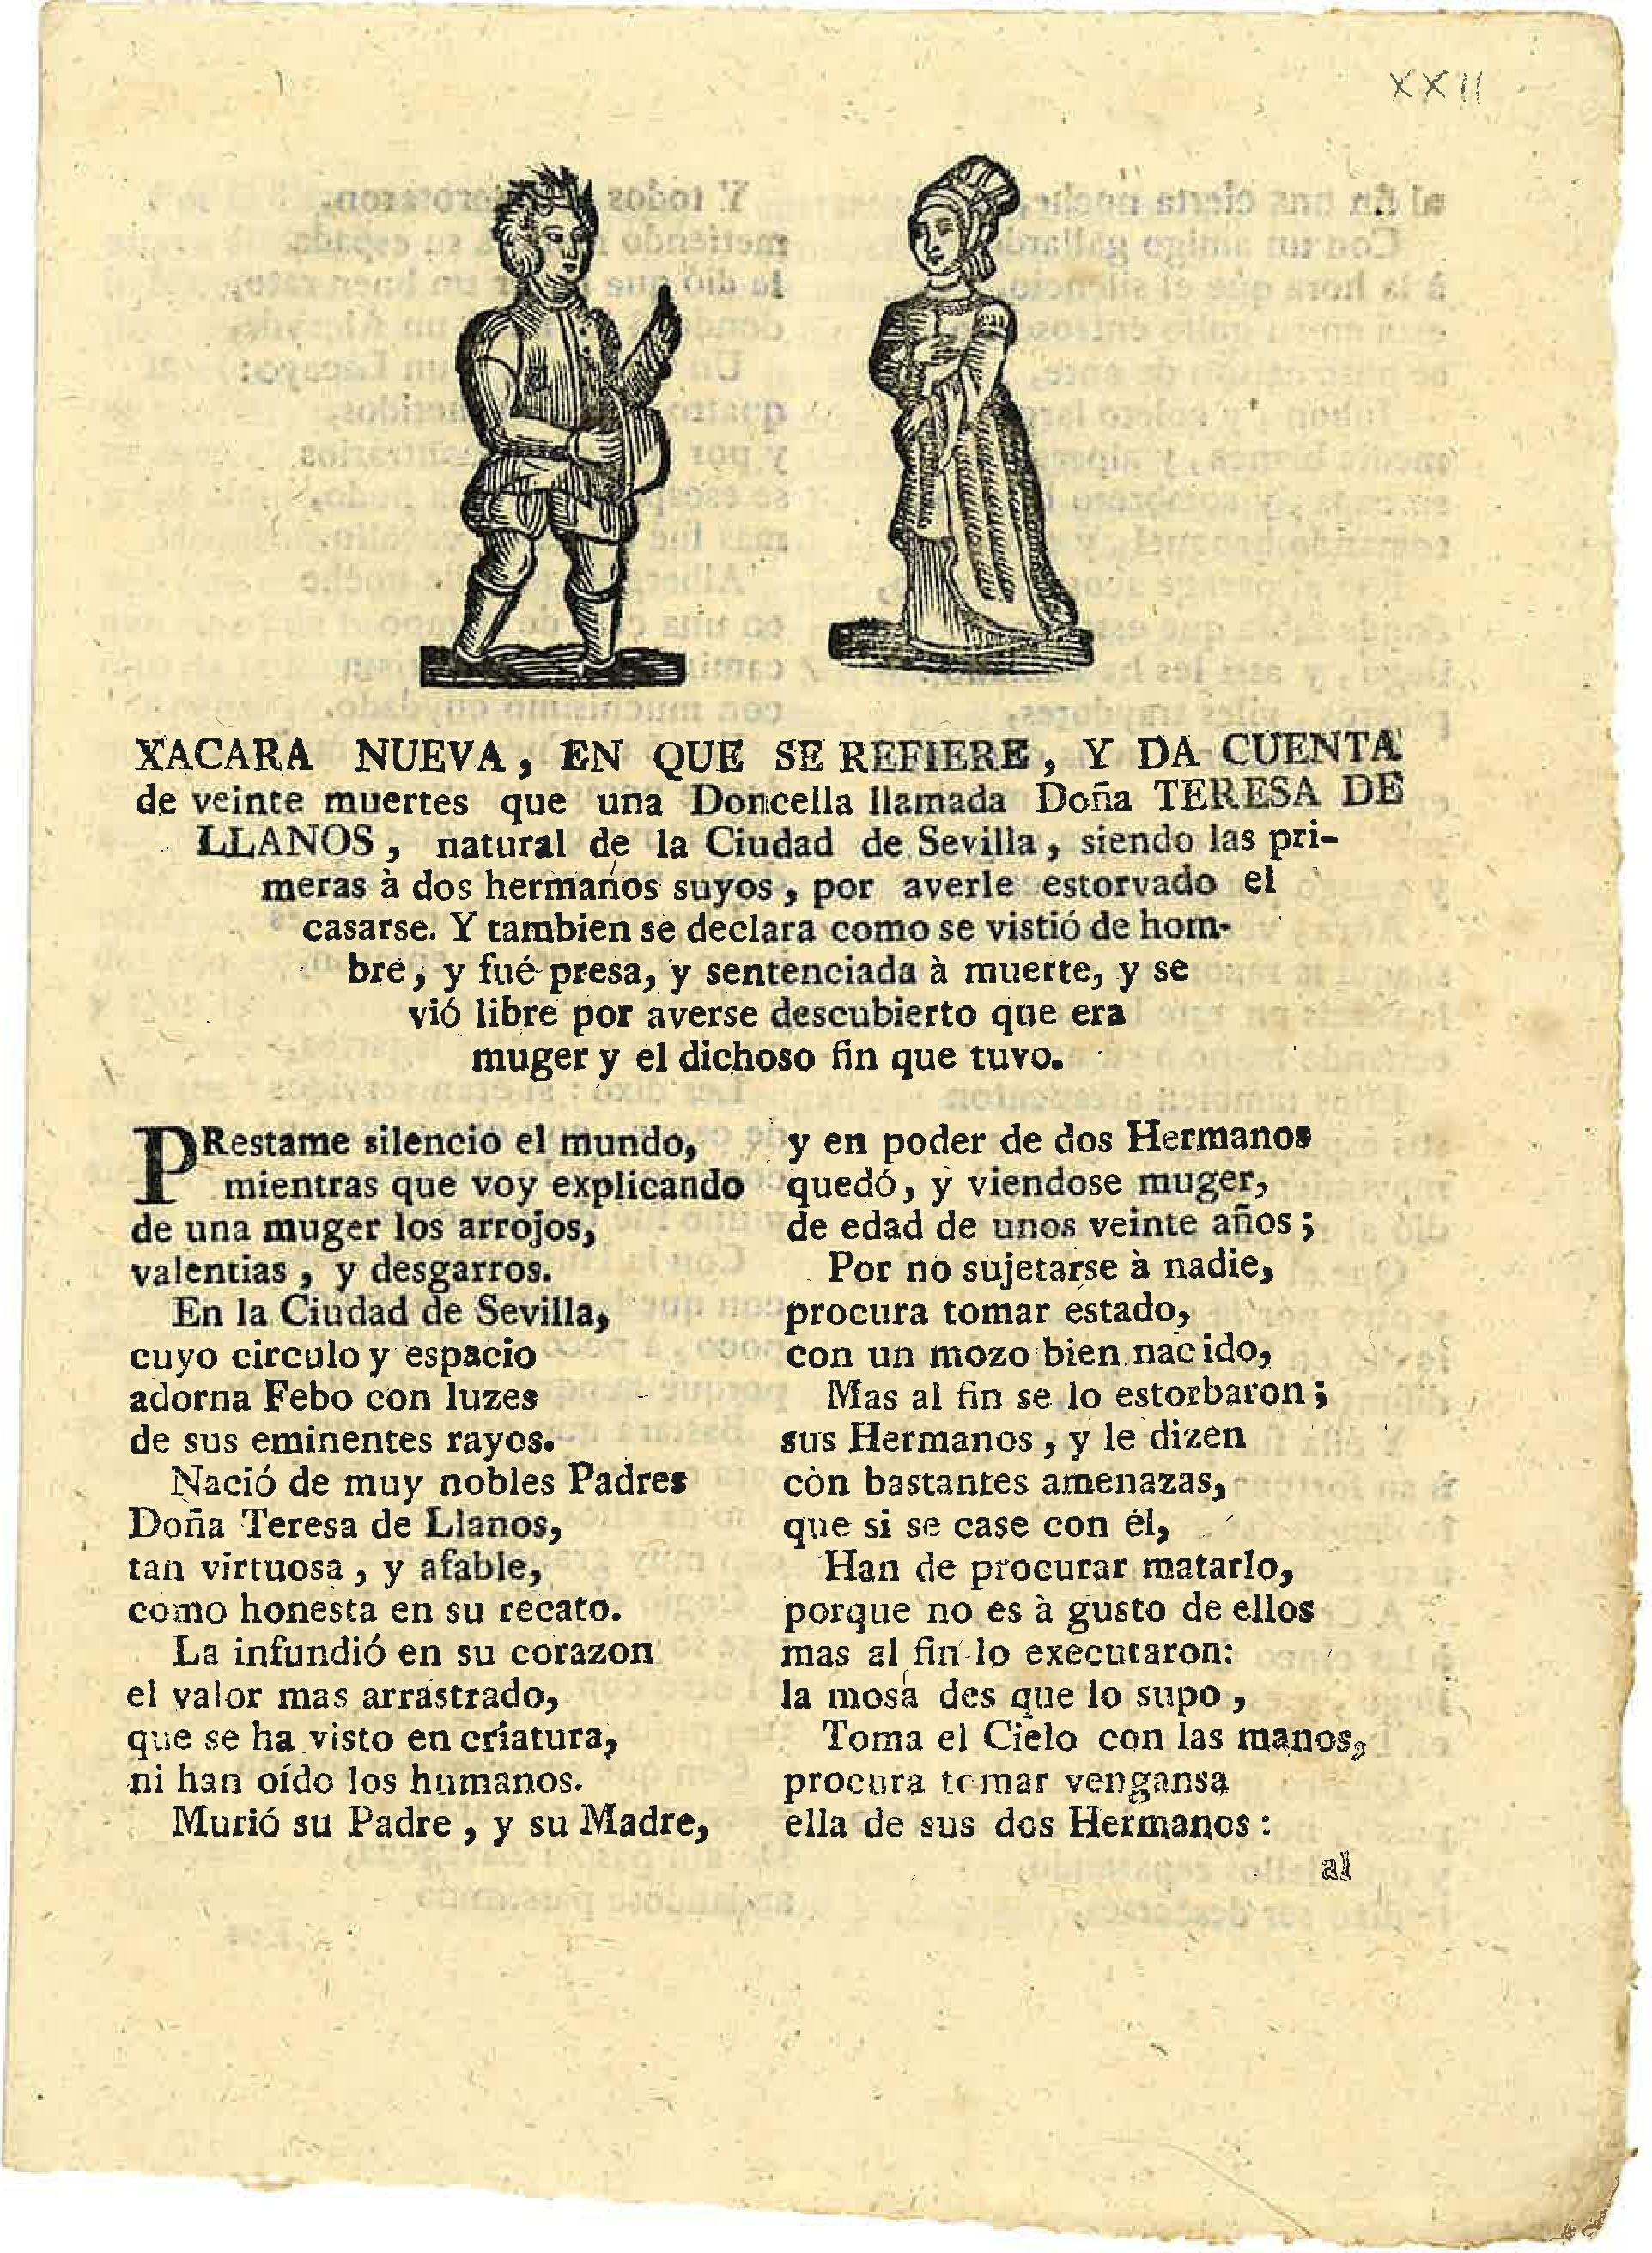 XXII
XACARA NUEVA, EN QUE SE REFIERE, Y DA CUENTA
de veinte muertes que una Doncella llamada Doña TERESA DE
LLANOS, natural de la Ciudad de Sevilla, siendo las pri-
meras à dos hermanos suyos, por averle estorvado el
casarse. Y tambien se declara como se vistió de hom-
bre, y fué presa, y sentenciada à muerte, y se
vió libre por averse descubierto que era
muger y el dichoso fin que tuvo.
PRestame silencio el mundo,
mientras que voy explicando
de una muger los arrojos,
valentias, y desgarros.
En la Ciudad de Sevilla,
cuyo circulo y espacio
adorna Febo con luzes
de sus eminentes rayos.
Nació de muy nobles Padres
Doña Teresa de Llanos,
tan virtuosa, y afable,
como honesta en su recato.
La infundió en su corazon
el valor mas arrastrado,
que se ha visto en criatura,
ni han oído los humanos.
Murió su Padre, y su Madre,
y en poder de dos Hermanos
quedó, y viendose muger,
de edad de unos veinte años;
Por no sujetarse à nadie,
procura tomar estado,
con un mozo bien nacido,
Mas al fin se lo estorbaron;
sus Hermanos, y le dizen
còn bastantes amenazas,
que si se case con él,
Han de procurar matarlo,
porque no es à gusto de ellos
mas al fin lo executaron:
la mosa des que lo supo,
Toma el Cielo con las manos,
procura tomar vengansa
ella de sus dos Hermanos:
al